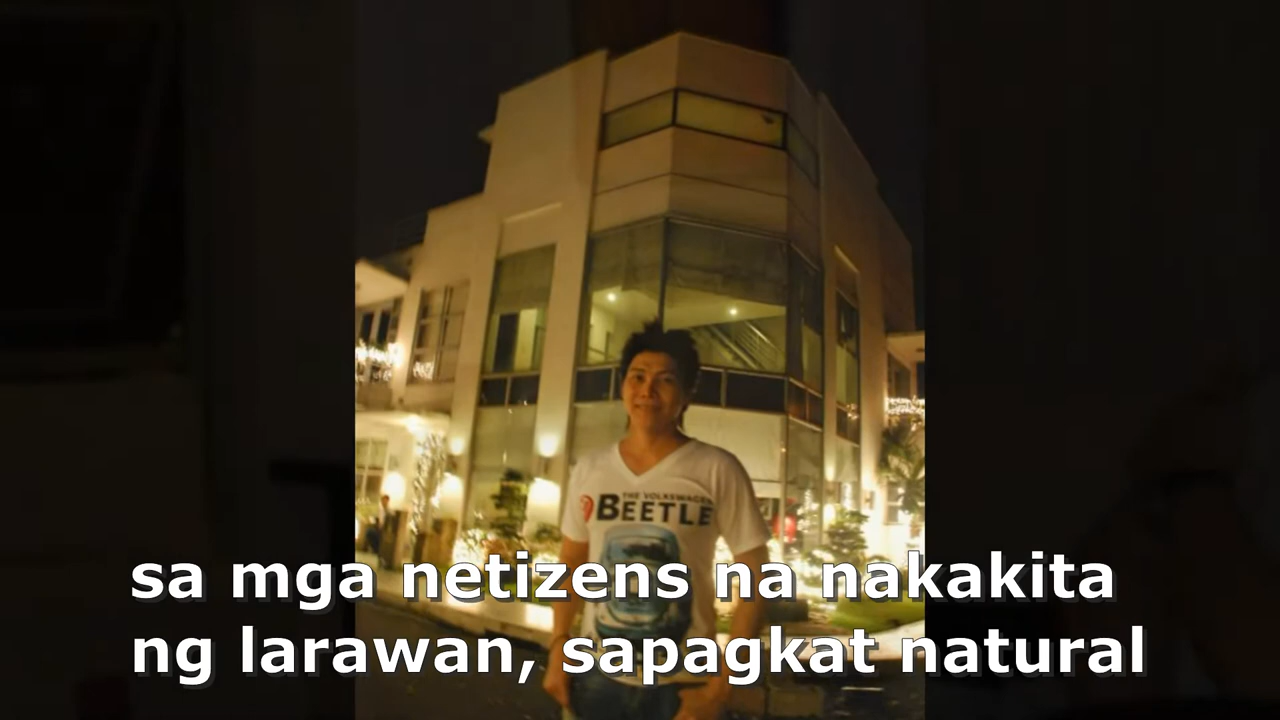 THE VOLKSWAGEN
BEETLE
sa mga netizens na nakakita
ng larawan, sapagkat natural